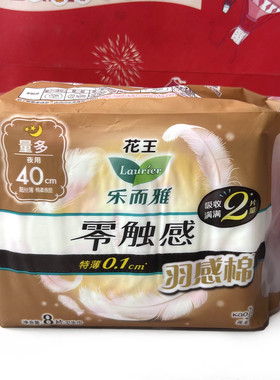 量多
夜用
40cm
花王
Laurier
乐而雅
零触感
特薄0.1cm
吸收
满满
2片
羽感棉
8片